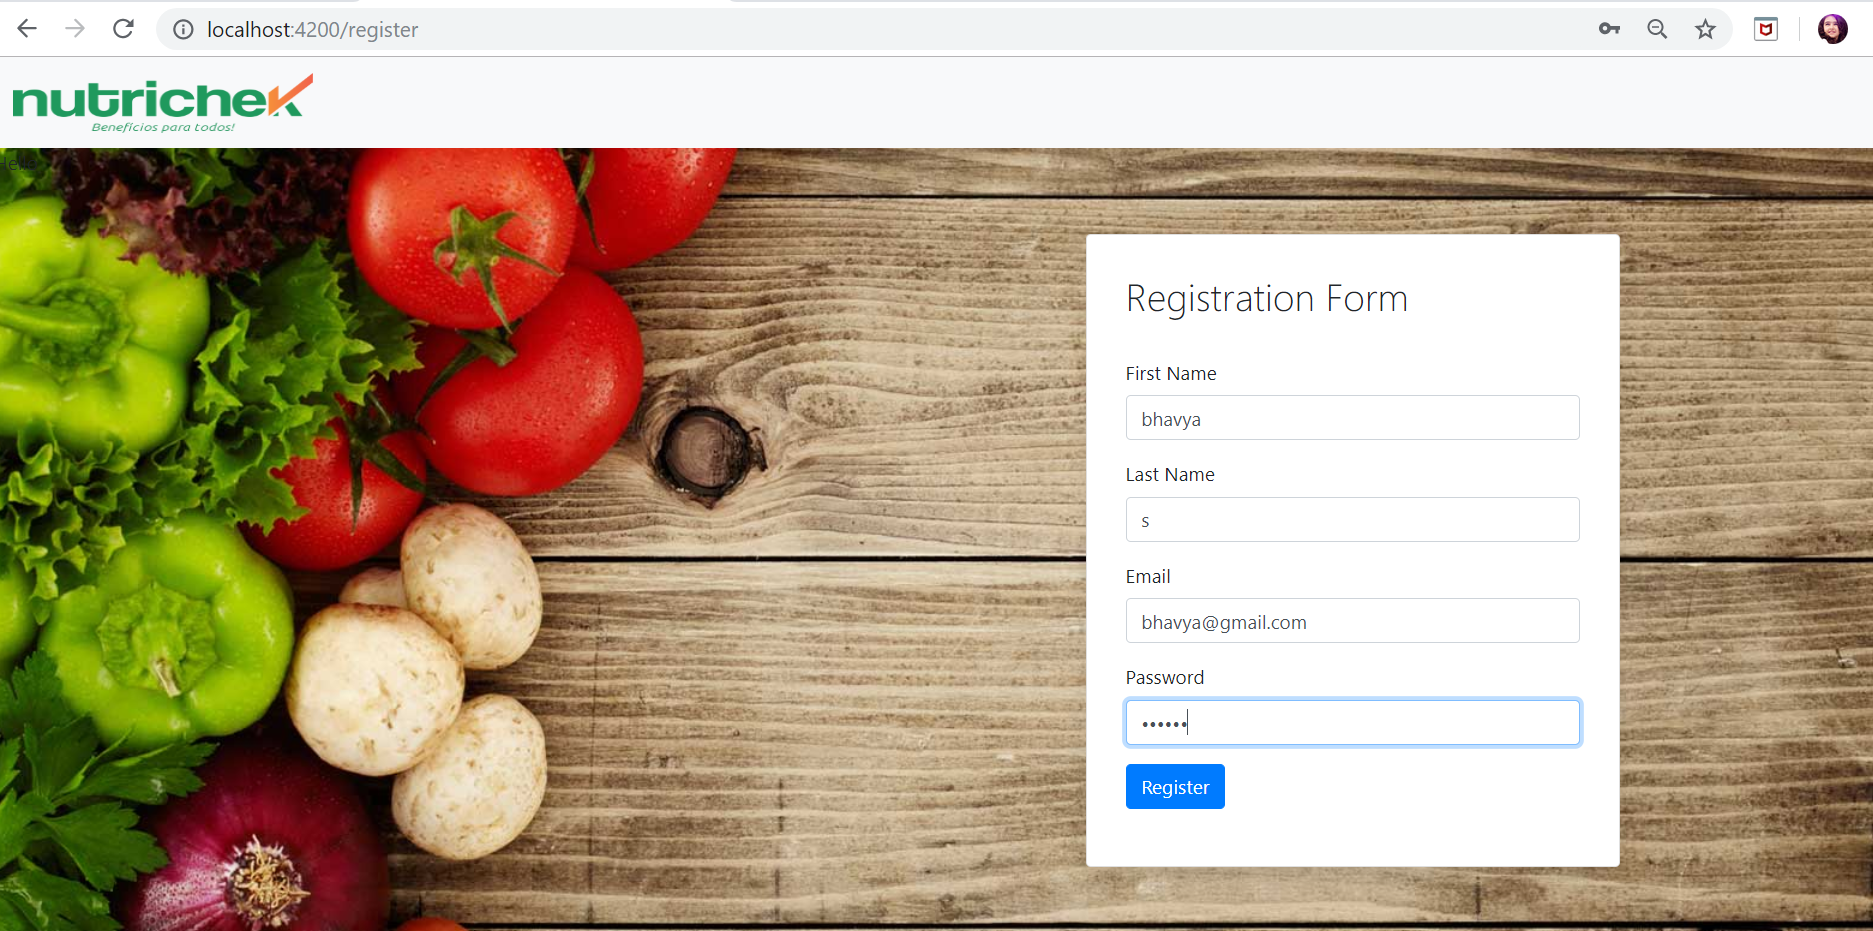 localhost:4200/register
nutrichek
Benefícios para todos!
Registration Form
First Name
bhavya
Last Name
s
Email
bhavya@gmail.com
Password
••••••
Register